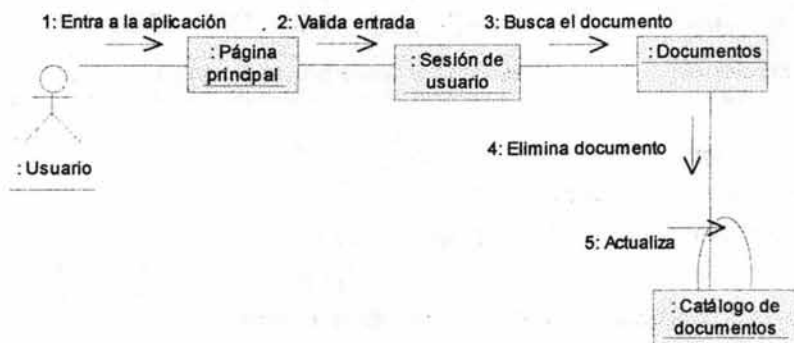 1: Entra a la aplicación
2: Valida entrada
3: Busca el documento
: Página
principal
: Sesión de
usuario
: Documentos
: Usuario
4: Elimina documento
5: Actualiza
: Catálogo de
documentos